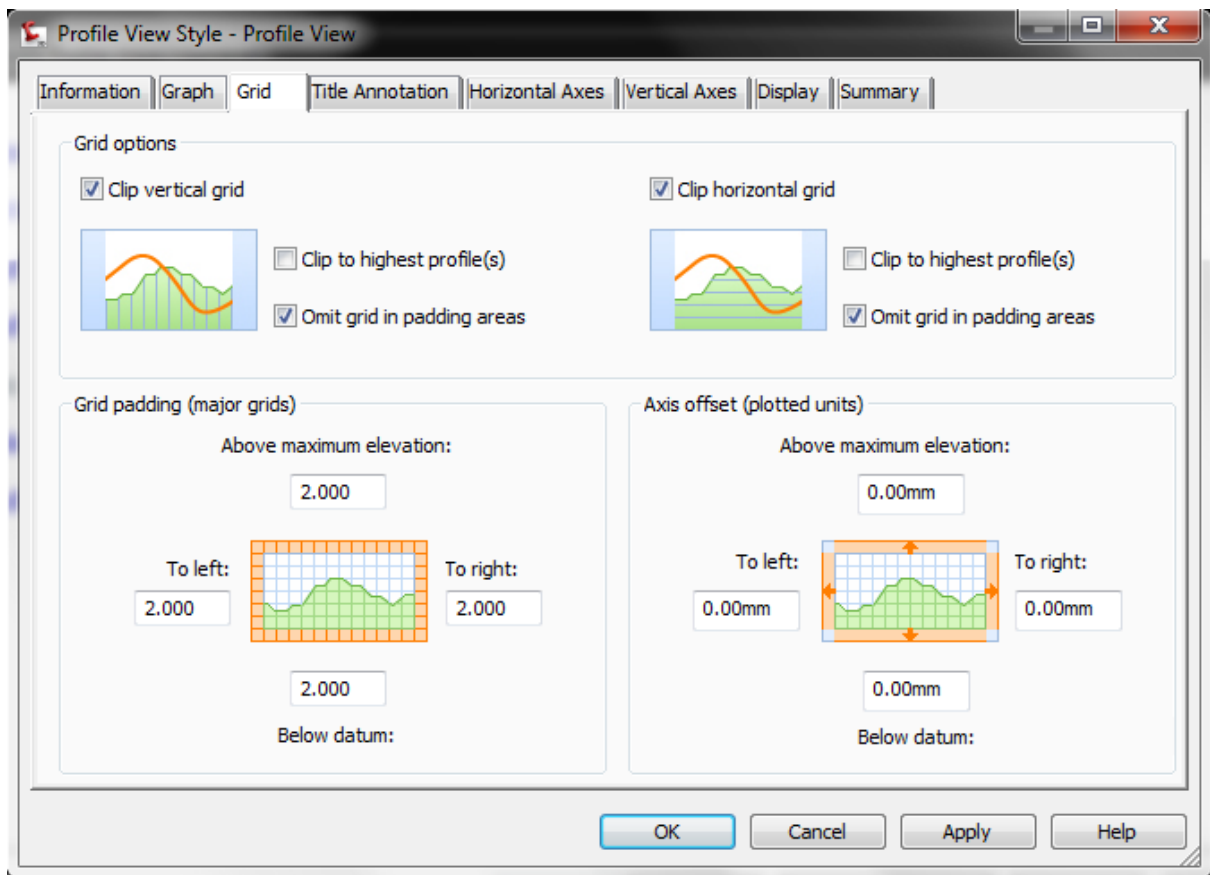 Profile View Style - Profile View
Information Graph Grid Title Annotation Horizontal Axes Vertical Axes Display Summary
Grid options
Clip vertical grid
Clip to highest profile(s)
Omit grid in padding areas
Clip horizontal grid
Clip to highest profile(s)
Omit grid in padding areas
Grid padding (major grids)
Above maximum elevation:
2.000
To left:
2.000
To right:
2.000
2.000
Below datum:
Axis offset (plotted units)
Above maximum elevation:
0.00mm
To left:
0.00mm
To right:
0.00mm
0.00mm
Below datum:
OK Cancel Apply Help